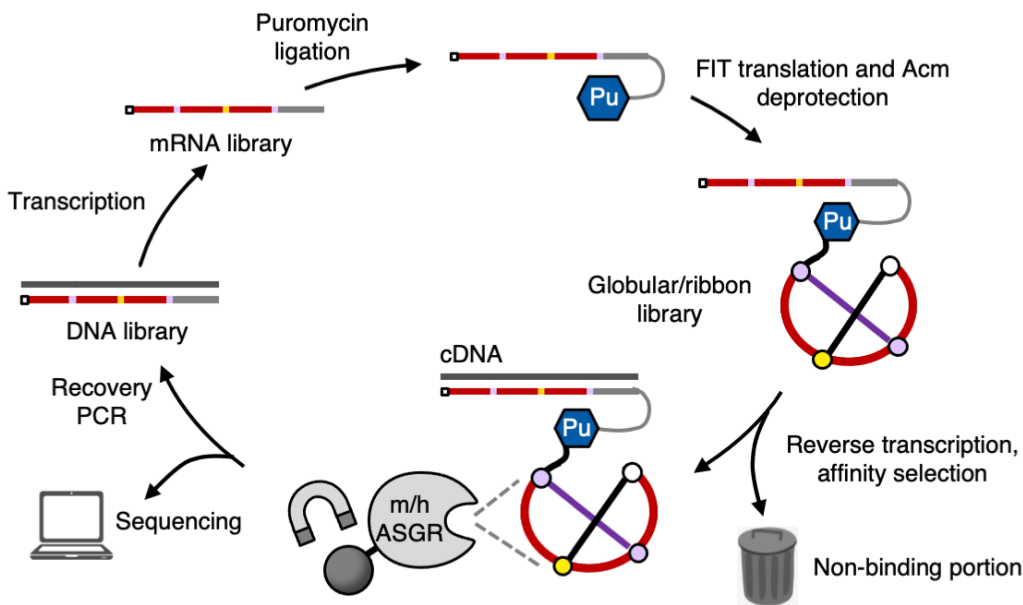 Puromycin
ligation
Pu
FIT translation and Acm
deprotection
mRNA library
Transcription
Pu
Globular/ribbon
library
DNA library
cDNA
Recovery
PCR
Pu
Reverse transcription,
affinity selection
m/h
ASGR
Sequencing
Non-binding portion